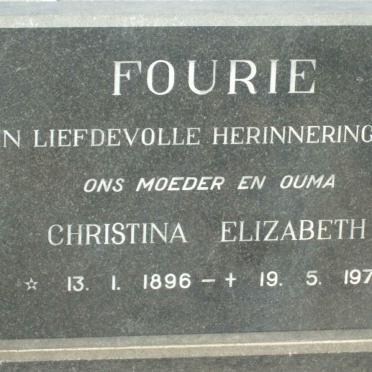 FOURIE
N LIEFDEVOLLE HERINNERING
ONS MOEDER EN OUMA
CHRISTINA ELIZABETH
☆ 13. 1. 1896 – ✝ 19. 5. 197